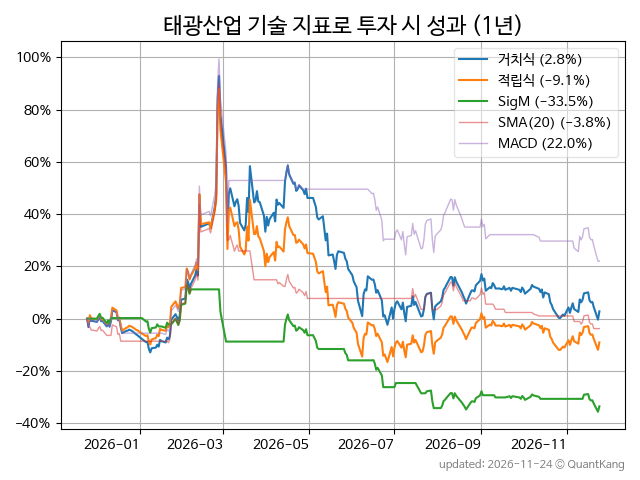 태광산업 기술 지표로 투자 시 성과 (1년)
100%
80%
60%
40%
20%
0%
−20%
−40%
거치식 (2.8%)
적립식 (−9.1%)
SigM (−33.5%)
SMA(20) (−3.8%)
MACD (22.0%)
2026-01 2026-03 2026-05 2026-07 2026-09 2026-11
updated: 2026-11-24 © QuantKang